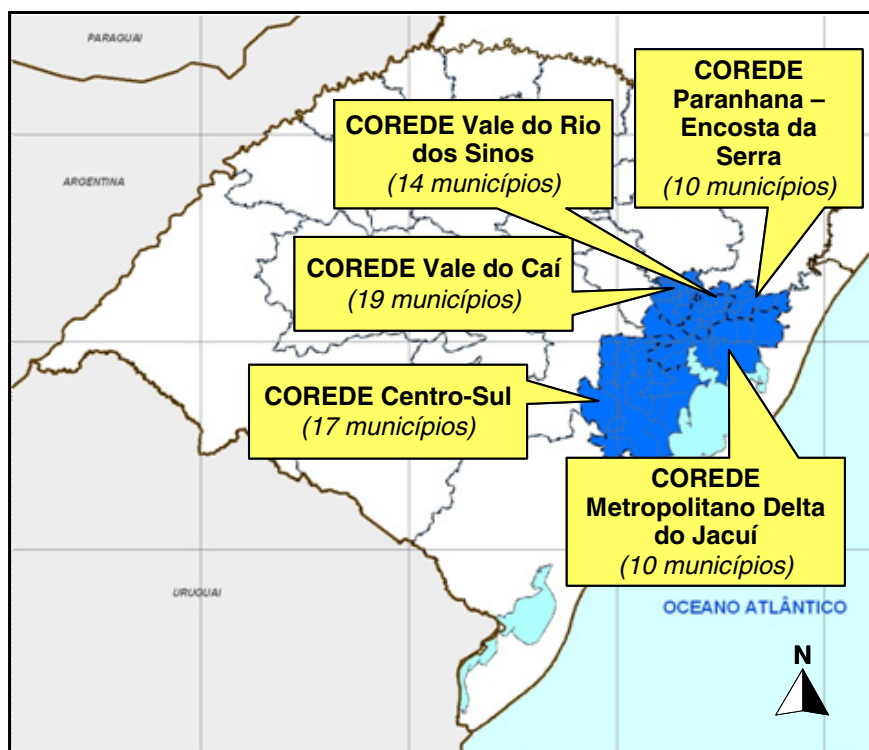 PARAGUAI
COREDE
Paranhana –
Encosta da
Serra
(10 municípios)
COREDE Vale do Rio
dos Sinos
(14 municípios)
ARGENTINA
COREDE Vale do Caí
(19 municípios)
COREDE Centro-Sul
(17 municípios)
COREDE
Metropolitano Delta
do Jacuí
(10 municípios)
URUGUAI
OCEANO ATLÂNTICO
N